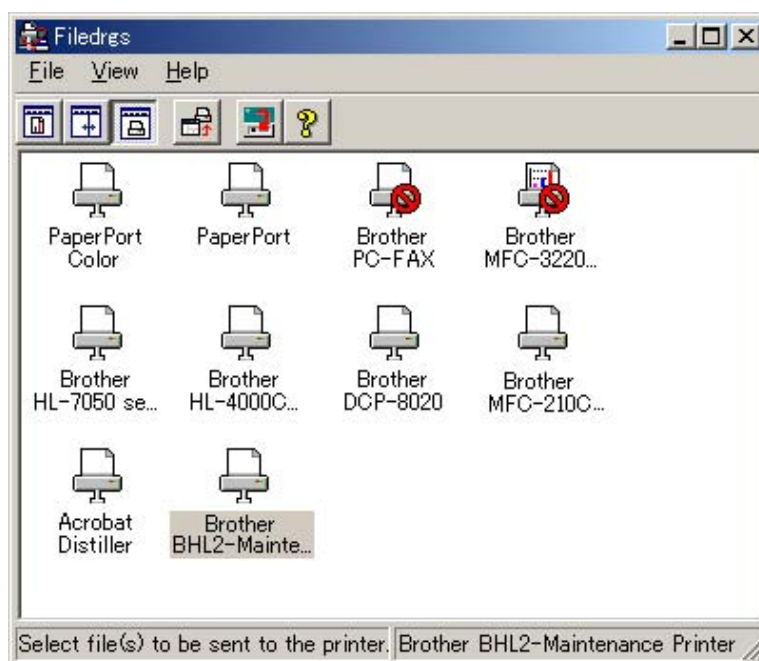 Filedrgs
File View Help
PaperPort Color
PaperPort
Brother PC-FAX
Brother MFC-3220...
Brother HL-7050 se...
Brother HL-4000C...
Brother DCP-8020
Brother MFC-210C...
Acrobat Distiller
Brother BHL2-Mainte...
Select file(s) to be sent to the printer. Brother BHL2-Maintenance Printer